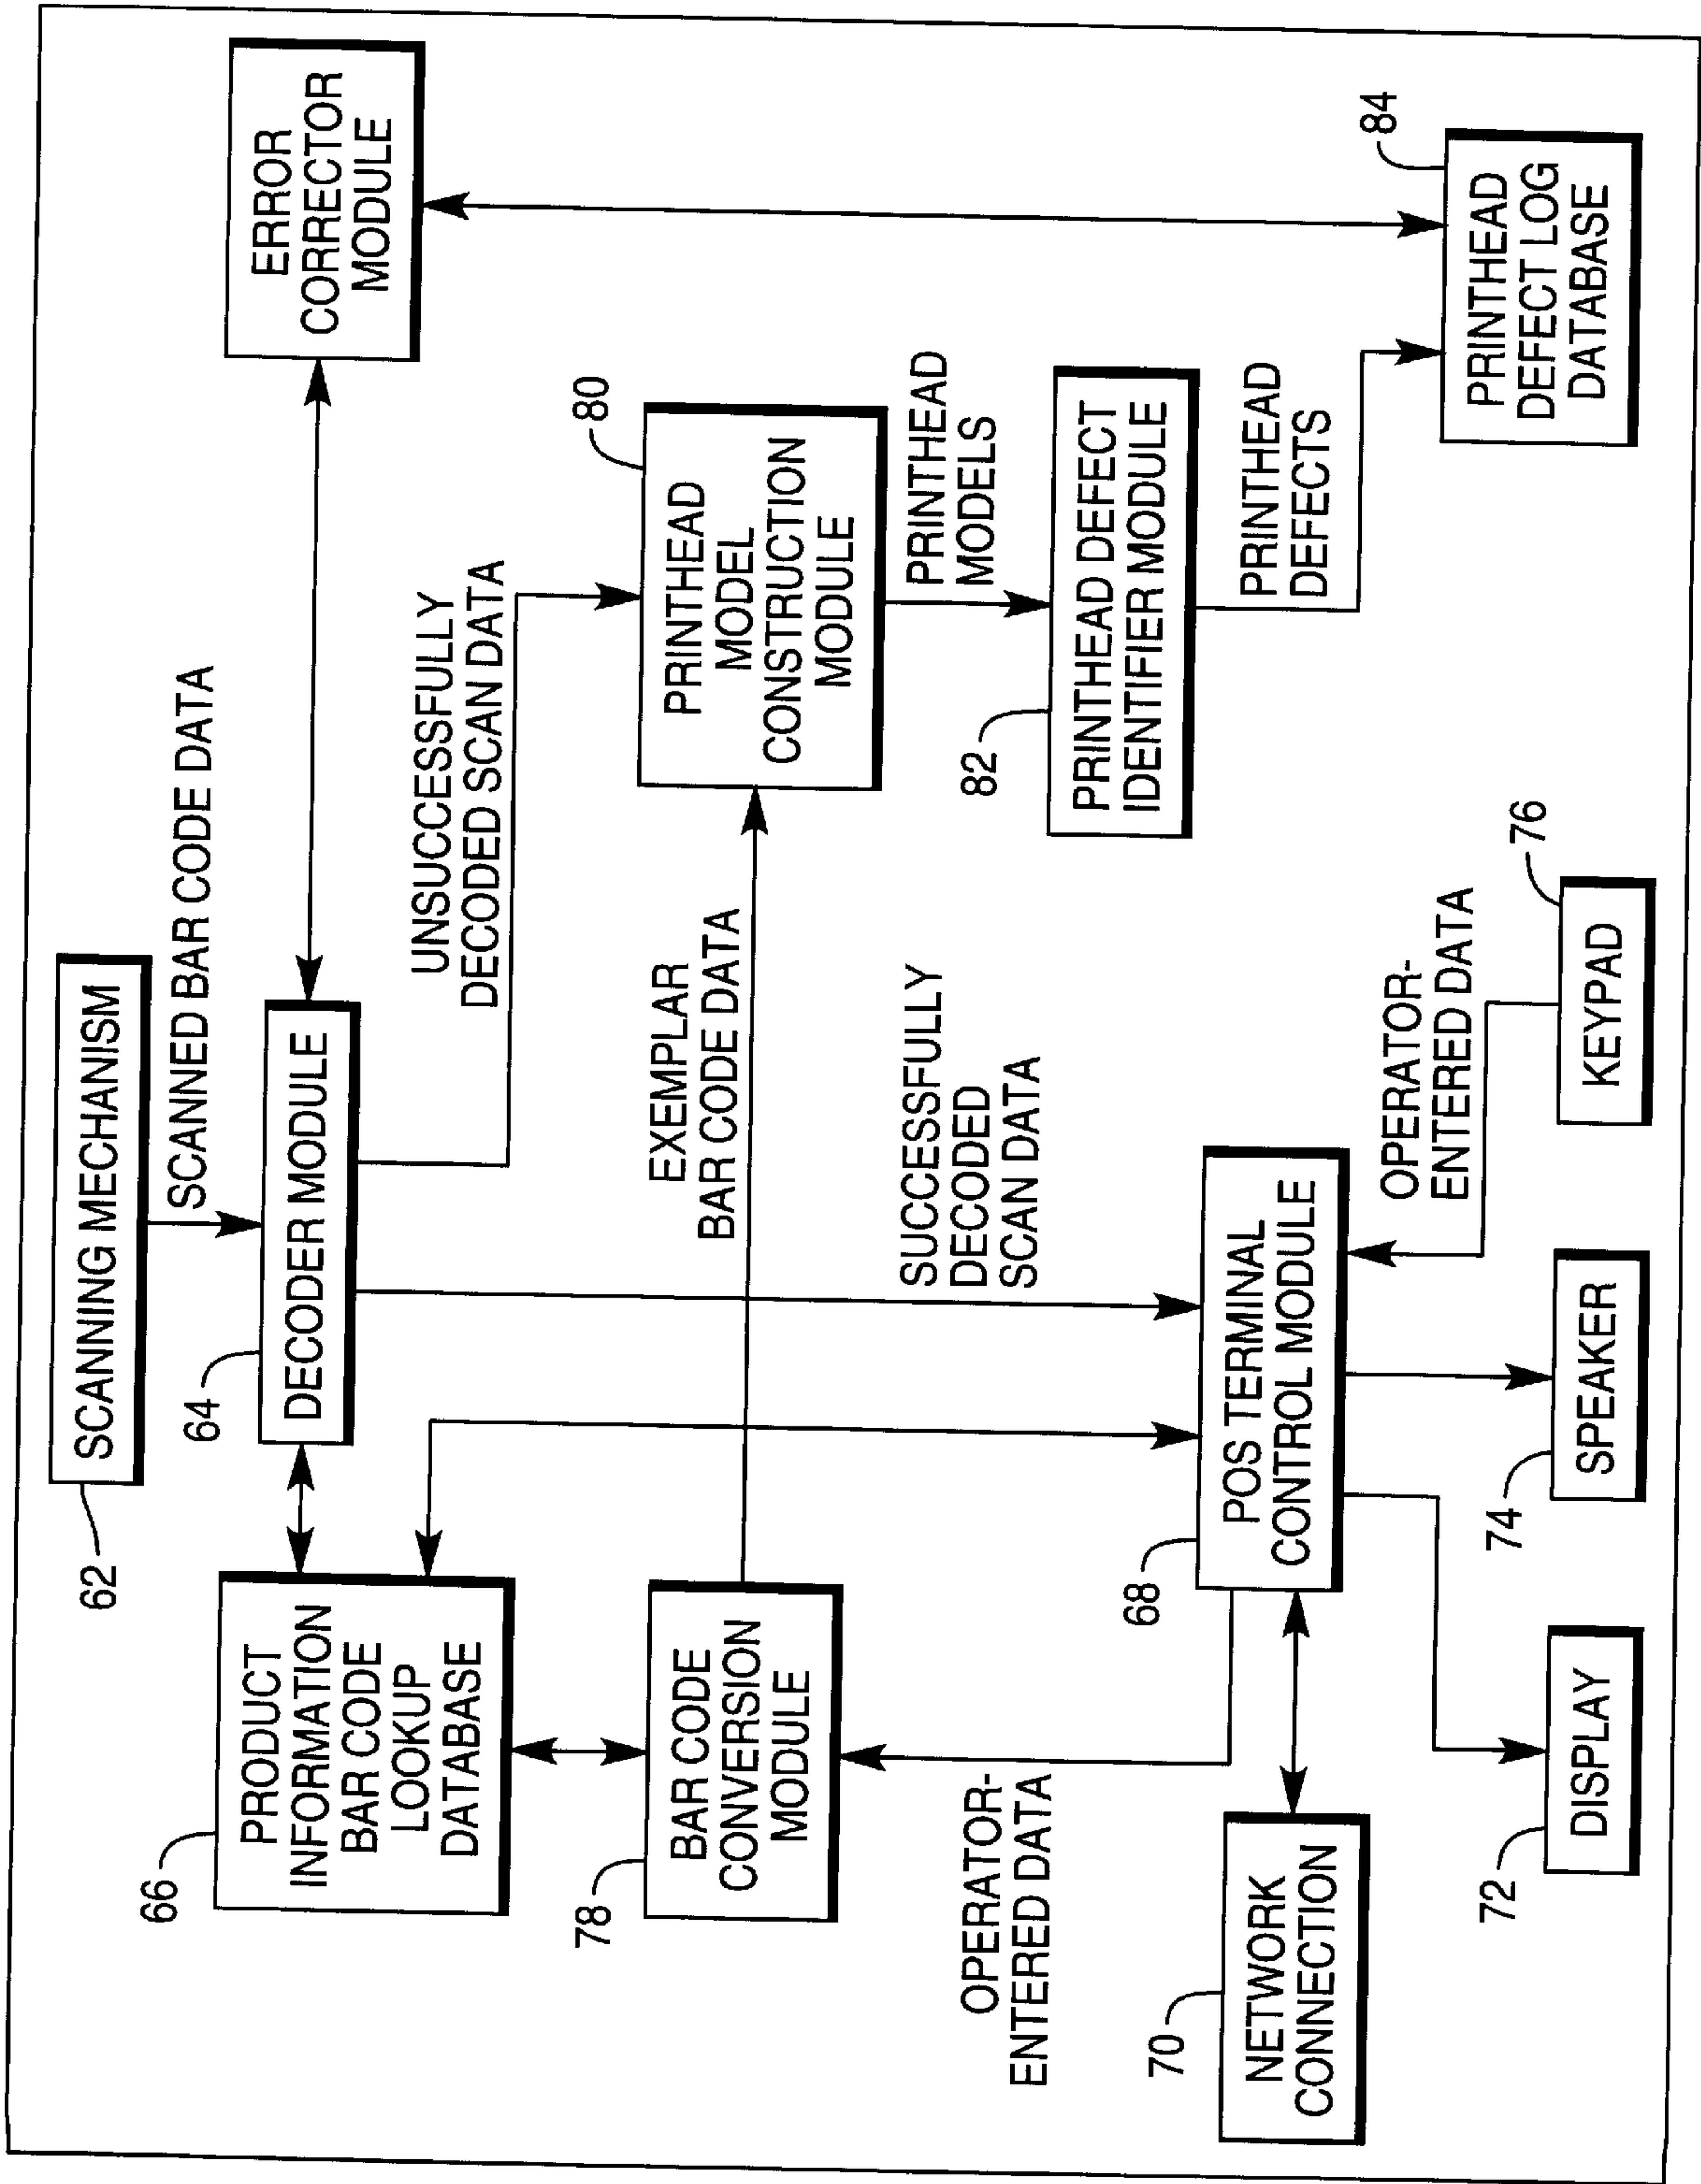 62
SCANNING MECHANISM
SCANNED BAR CODE DATA
66
PRODUCT
INFORMATION
BAR CODE
LOOKUP
DATABASE
64
DECODER MODULE
ERROR
CORRECTOR
MODULE
UNSUCCESSFULLY
DECODED SCAN DATA
78
BAR CODE
CONVERSION
MODULE
EXEMPLAR
BAR CODE DATA
80
PRINTHEAD
MODEL
CONSTRUCTION
MODULE
OPERATOR-
ENTERED DATA
SUCCESSFULLY
DECODED
SCAN DATA
PRINTHEAD
MODELS
82
PRINTHEAD DEFECT
IDENTIFIER MODULE
70
NETWORK
CONNECTION
68
POS TERMINAL
CONTROL MODULE
OPERATOR-
ENTERED DATA
PRINTHEAD
DEFECTS
84
PRINTHEAD
DEFECT LOG
DATABASE
72
DISPLAY
74
SPEAKER
76
KEYPAD